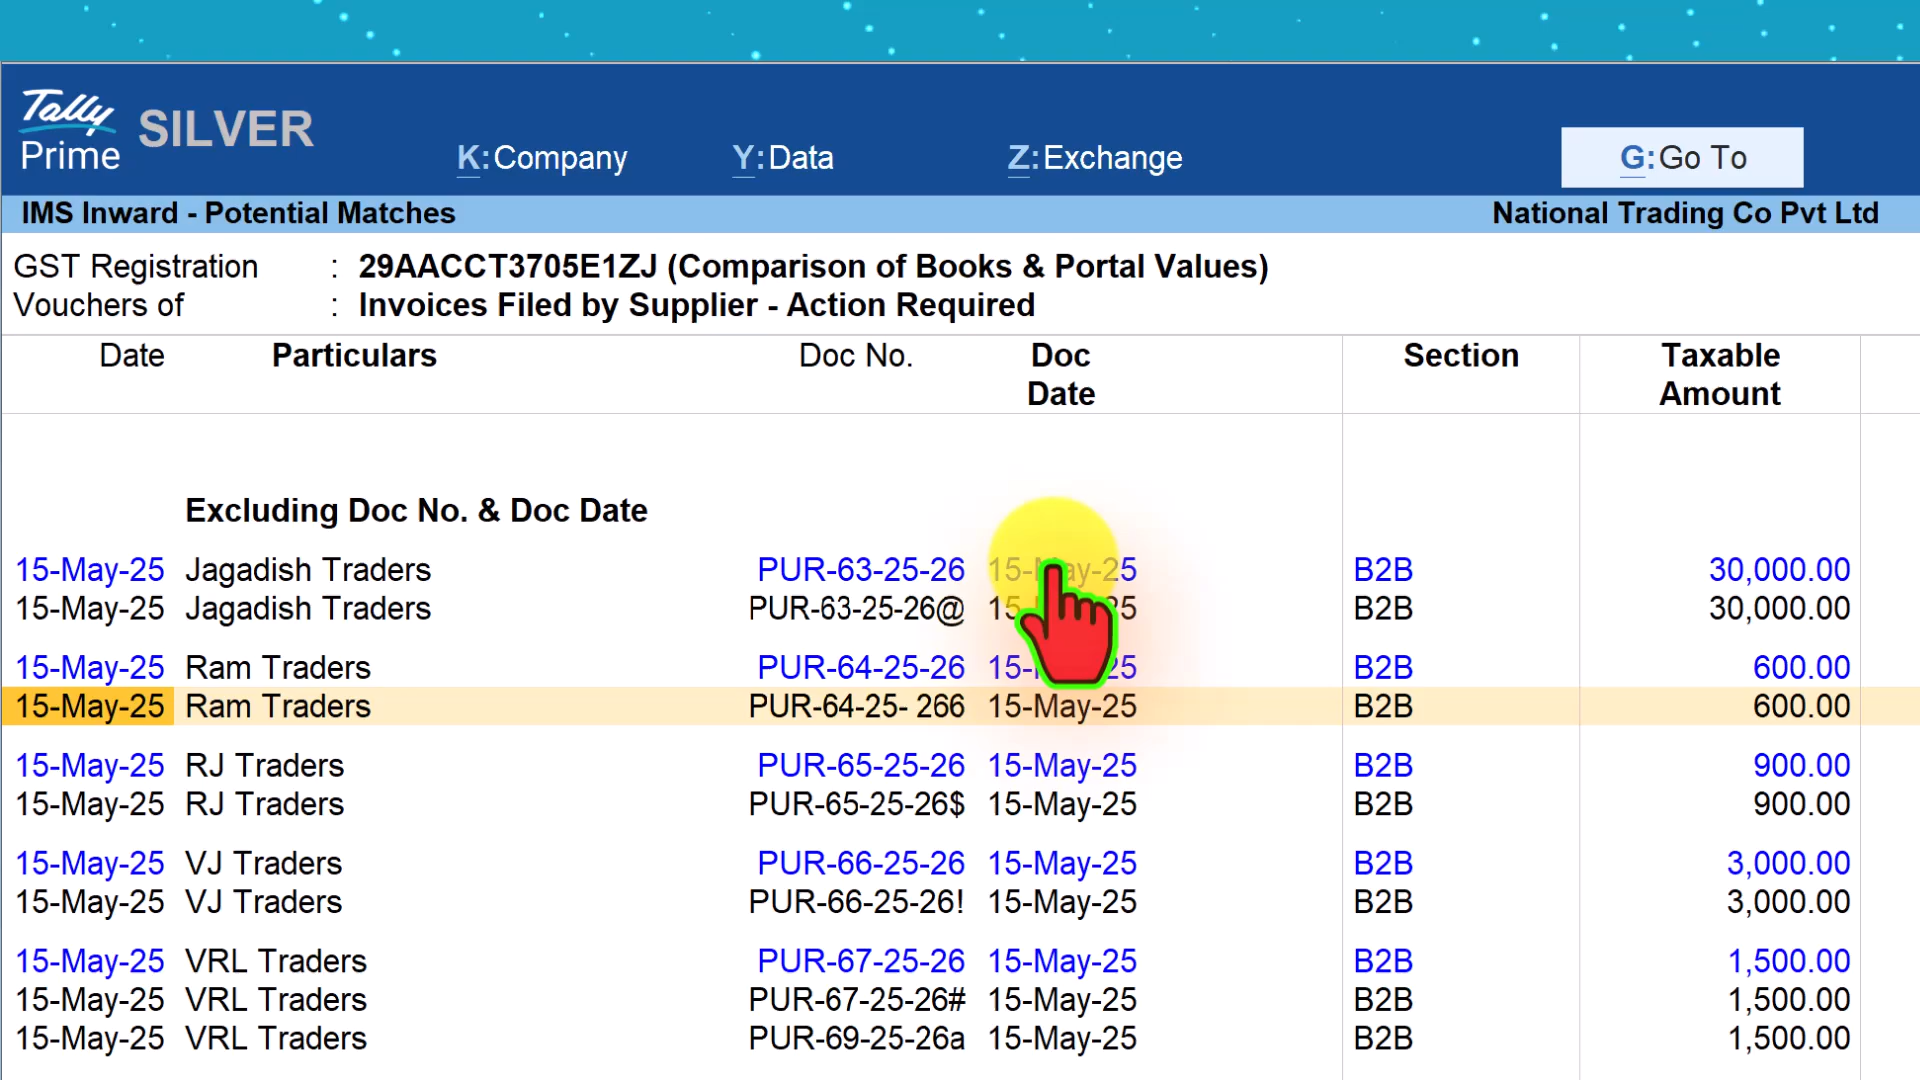 Tally
Prime
SILVER
K:Company
Y:Data
Z:Exchange
G:Go To
IMS Inward - Potential Matches
National Trading Co Pvt Ltd
GST Registration : 29AACCT3705E1ZJ (Comparison of Books & Portal Values)
Vouchers of : Invoices Filed by Supplier - Action Required
Date Particulars Doc No. Doc Date Section Taxable Amount
Excluding Doc No. & Doc Date
15-May-25 Jagadish Traders PUR-63-25-26 15-May-25 B2B 30,000.00
15-May-25 Jagadish Traders PUR-63-25-26@ B2B 30,000.00
15-May-25 Ram Traders PUR-64-25-26 B2B 600.00
15-May-25 Ram Traders PUR-64-25- 266 15-May-25 B2B 600.00
15-May-25 RJ Traders PUR-65-25-26 15-May-25 B2B 900.00
15-May-25 RJ Traders PUR-65-25-26$ 15-May-25 B2B 900.00
15-May-25 VJ Traders PUR-66-25-26 15-May-25 B2B 3,000.00
15-May-25 VJ Traders PUR-66-25-26! 15-May-25 B2B 3,000.00
15-May-25 VRL Traders PUR-67-25-26 15-May-25 B2B 1,500.00
15-May-25 VRL Traders PUR-67-25-26# 15-May-25 B2B 1,500.00
15-May-25 VRL Traders PUR-69-25-26a 15-May-25 B2B 1,500.00